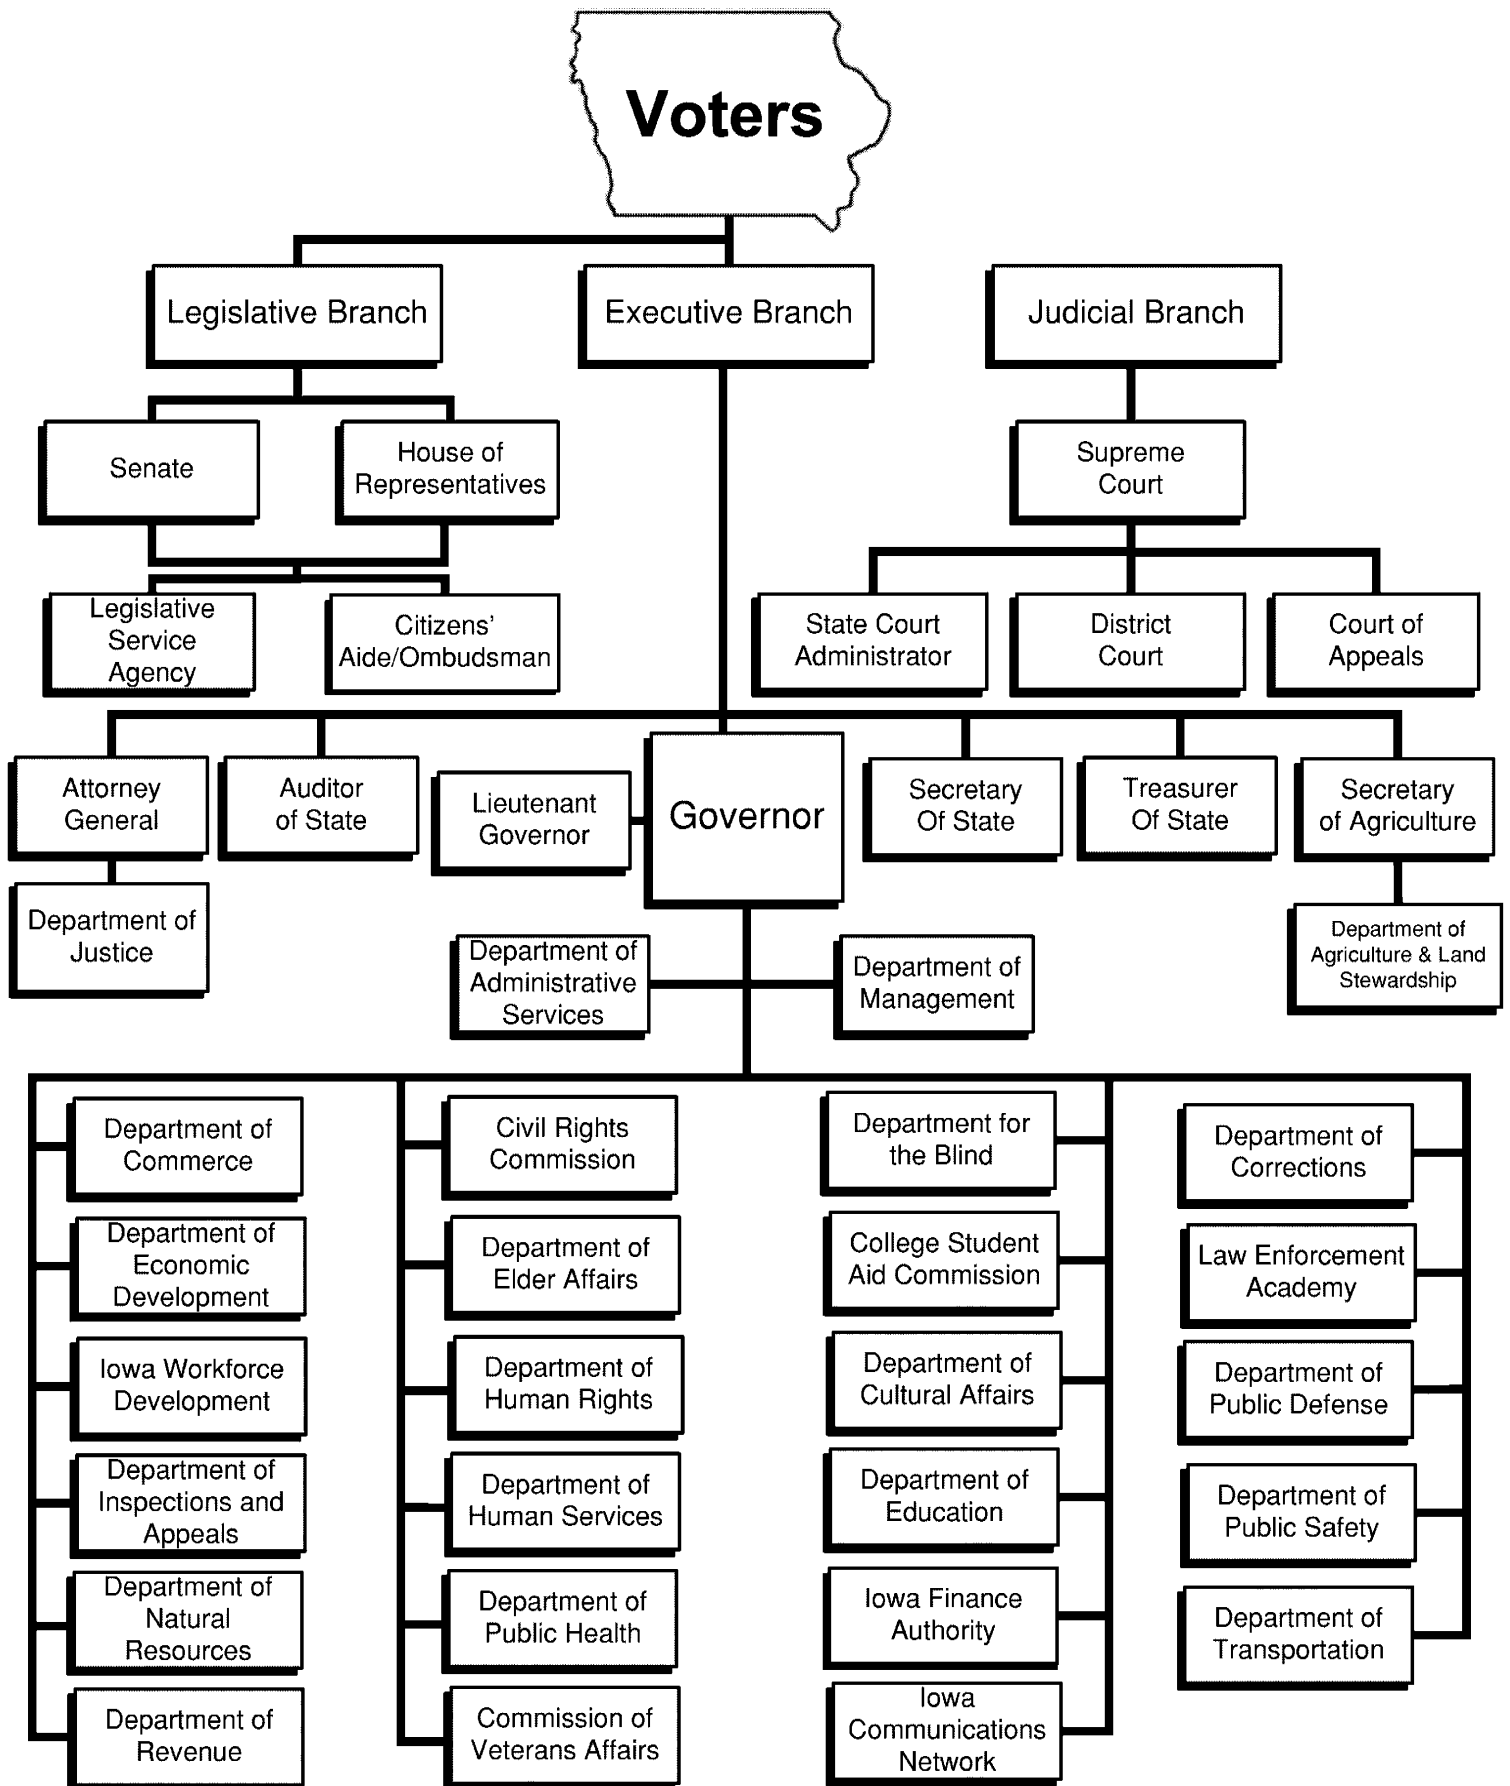 Voters
Legislative Branch
Executive Branch
Judicial Branch
Senate
House of
Representatives
Supreme
Court
Legislative
Service
Agency
Citizens’
Aide/Ombudsman
State Court
Administrator
District
Court
Court of
Appeals
Attorney
General
Auditor
of State
Lieutenant
Governor
Governor
Secretary
Of State
Treasurer
Of State
Secretary
of Agriculture
Department of
Justice
Department of
Agriculture & Land
Stewardship
Department of
Administrative
Services
Department of
Management
Department of
Commerce
Department of
Economic
Development
Iowa Workforce
Development
Department of
Inspections and
Appeals
Department of
Natural
Resources
Department of
Revenue
Civil Rights
Commission
Department of
Elder Affairs
Department of
Human Rights
Department of
Human Services
Department of
Public Health
Commission of
Veterans Affairs
Department for
the Blind
College Student
Aid Commission
Department of
Cultural Affairs
Department of
Education
Iowa Finance
Authority
Iowa
Communications
Network
Department of
Corrections
Law Enforcement
Academy
Department of
Public Defense
Department of
Public Safety
Department of
Transportation